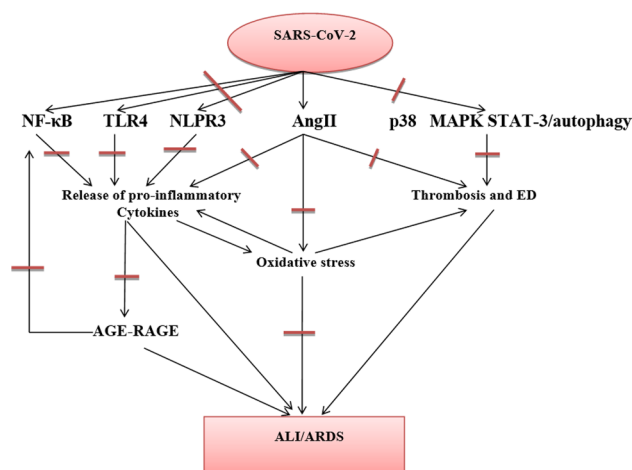 SARS-CoV-2
NF-κB TLR4 NLPR3 AngII p38 MAPK STAT-3/autophagy
Release of pro-inflammatory
Cytokines
Thrombosis and ED
Oxidative stress
AGE-RAGE
ALI/ARDS